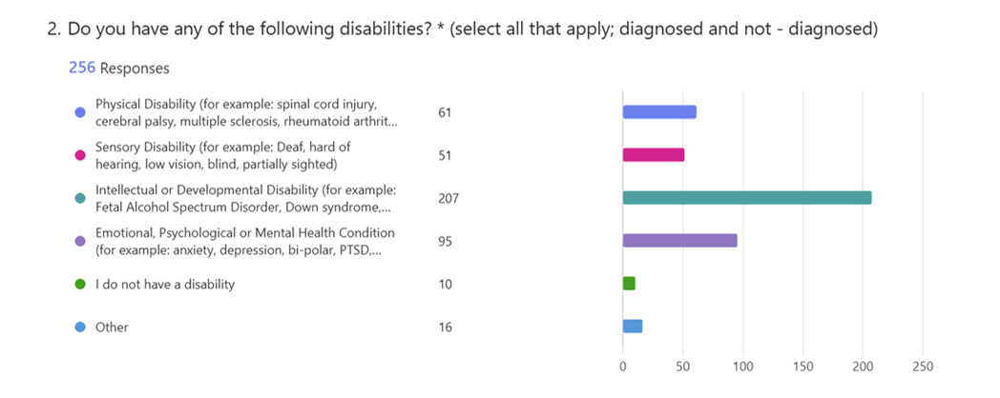 2. Do you have any of the following disabilities? * (select all that apply; diagnosed and not - diagnosed)
256 Responses
Physical Disability (for example: spinal cord injury,
cerebral palsy, multiple sclerosis, rheumatoid arthrit...
61
Sensory Disability (for example: Deaf, hard of
hearing, low vision, blind, partially sighted)
51
Intellectual or Developmental Disability (for example:
Fetal Alcohol Spectrum Disorder, Down syndrome,...
207
Emotional, Psychological or Mental Health Condition
(for example: anxiety, depression, bi-polar, PTSD,...
95
I do not have a disability
10
Other
16
0 50 100 150 200 250